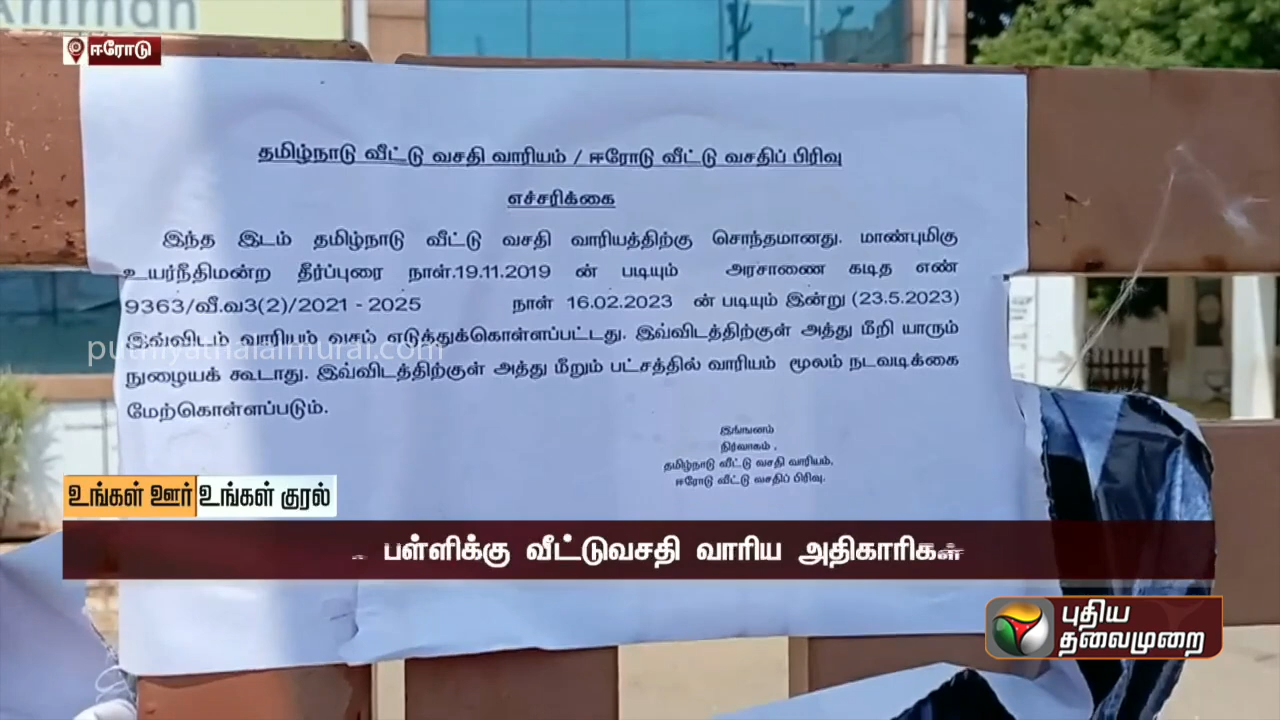 Amman
ஈரோடு
தமிழ்நாடு வீட்டு வசதி வாரியம் / ஈரோடு வீட்டு வசதிப் பிரிவு
எச்சரிக்கை
இந்த இடம் தமிழ்நாடு வீட்டு வசதி வாரியத்திற்கு சொந்தமானது. மாண்புமிகு
உயர்நீதிமன்ற தீர்ப்புரை நாள்.19.11.2019 ன் படியும் அரசாணை கடித எண்
9363/வீ.வ3(2)/2021 - 2025 நாள் 16.02.2023 ன் படியும் இன்று (23.5.2023)
இவ்விடம் வாரியம் வசம் எடுத்துக்கொள்ளப்பட்டது. இவ்விடத்திற்குள் அத்து மீறி யாரும்
puthiyathalaimurai.com
நுழையக் கூடாது. இவ்விடத்திற்குள் அத்து மீறும் பட்சத்தில் வாரியம் மூலம் நடவடிக்கை
மேற்கொள்ளப்படும்.
இங்ஙனம்
நிர்வாகம் ,
தமிழ்நாடு வீட்டு வசதி வாரியம்,
ஈரோடு வீட்டு வசதிப் பிரிவு.
உங்கள் ஊர் உங்கள் குரல்
பள்ளிக்கு வீட்டுவசதி வாரிய அதிகாரிகள்
புதிய
தலைமுறை